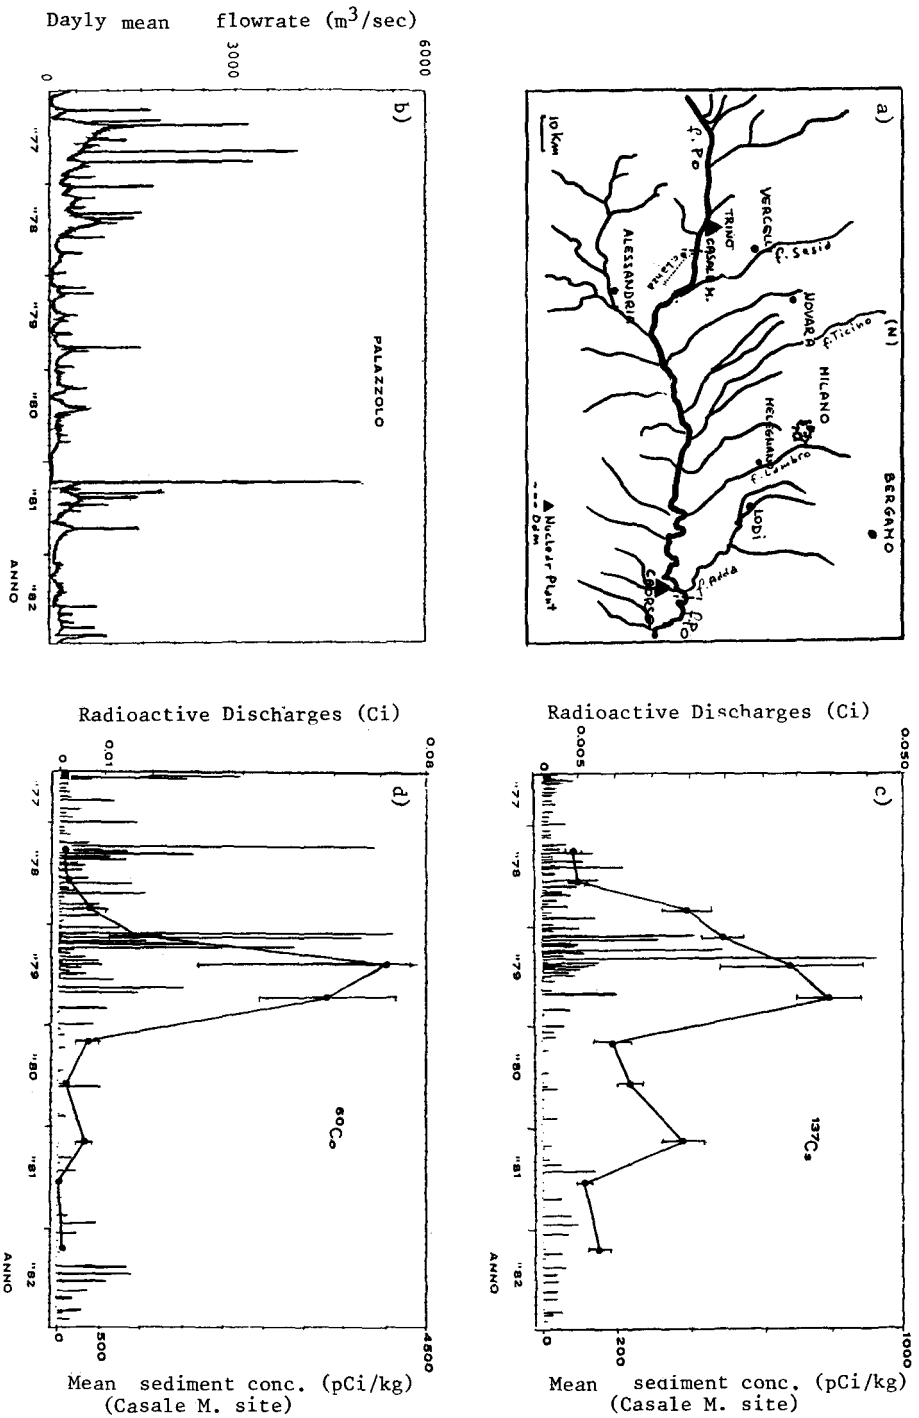 Dayly mean flowrate (m3/sec)
0
3000
6000
b)
PALAZZOLO
"77
"78
"79
"80
"81
"82
ANNO
a)
10 Km
f. Po
TRINO
CASALE M.
VERCELLI
f. Sesia
ALESSANDRIA
NOVARA
f. Ticino
(N)
MILANO
MELEGNANO
f. Lambro
BERGAMO
LODI
f. Adda
CAORSO
f. PO
▲ Nuclear Plant
--- Dam
Radioactive Discharges (Ci)
0
0.01
0.08
d)
60Co
"77
"78
"79
"80
"81
"82
ANNO
0
500
4500
Mean sediment conc. (pCi/kg)
(Casale M. site)
Radioactive Discharges (Ci)
0
0.005
0.050
c)
137Cs
"77
"78
"79
"80
"81
"82
ANNO
0
200
1000
Mean sediment conc. (pCi/kg)
(Casale M. site)